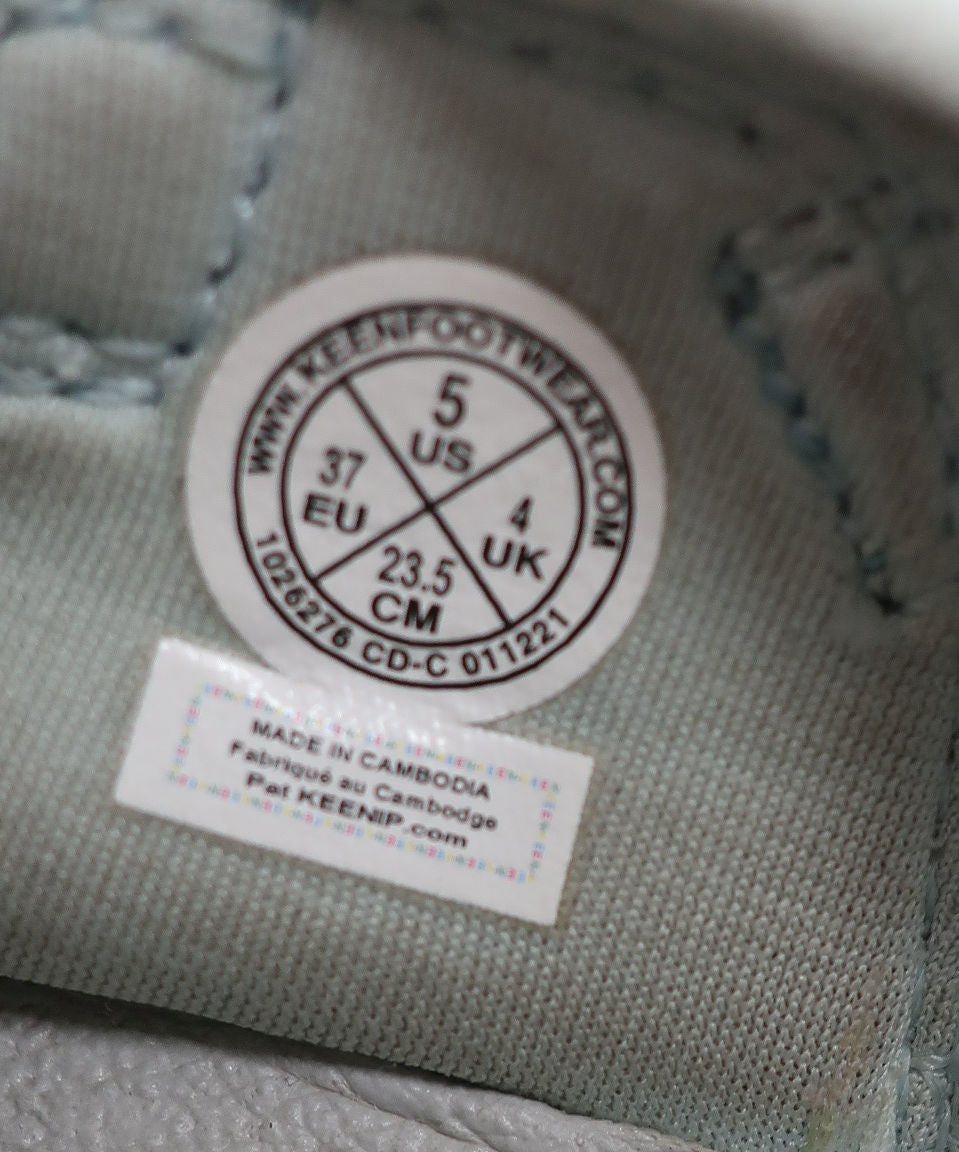 WWW.KEENFOOTWEAR.COM
5
US
37
EU
4
UK
23.5
CM
1026276 CD-C 011221
MADE IN CAMBODIA
Fabriqué au Cambodge
Pat KEENIP.com